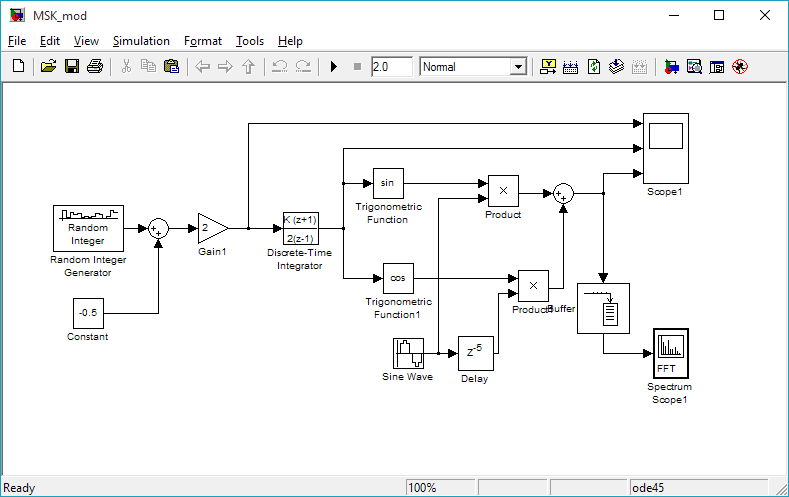 MSK_mod
File Edit View Simulation Format Tools Help
2.0 Normal
Scope1
sin
Trigonometric
Function
×
Product
++
Random
Integer
Random Integer
Generator
++
2
Gain1
K (z+1)
2(z-1)
Discrete-Time
Integrator
cos
Trigonometric
Function1
×
Product1
Buffer
-0.5
Constant
Sine Wave
z-5
Delay
FFT
Spectrum
Scope1
Ready 100% ode45